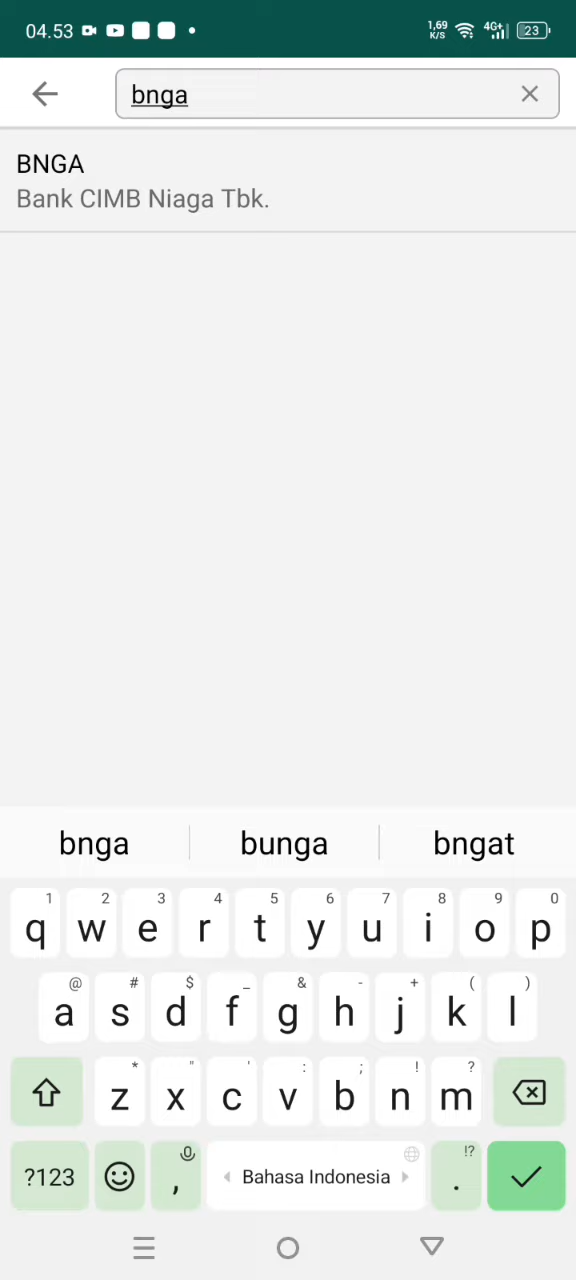 04.53
1,69
K/S
4G+
23
bnga
BNGA
Bank CIMB Niaga Tbk.
bnga bunga bngat
1 2 3 4 5 6 7 8 9 0
q w e r t y u i o p
@ # $ _ & - + ( )
a s d f g h j k l
* " ' : ; ! ?
z x c v b n m
!?
?123 , Bahasa Indonesia .